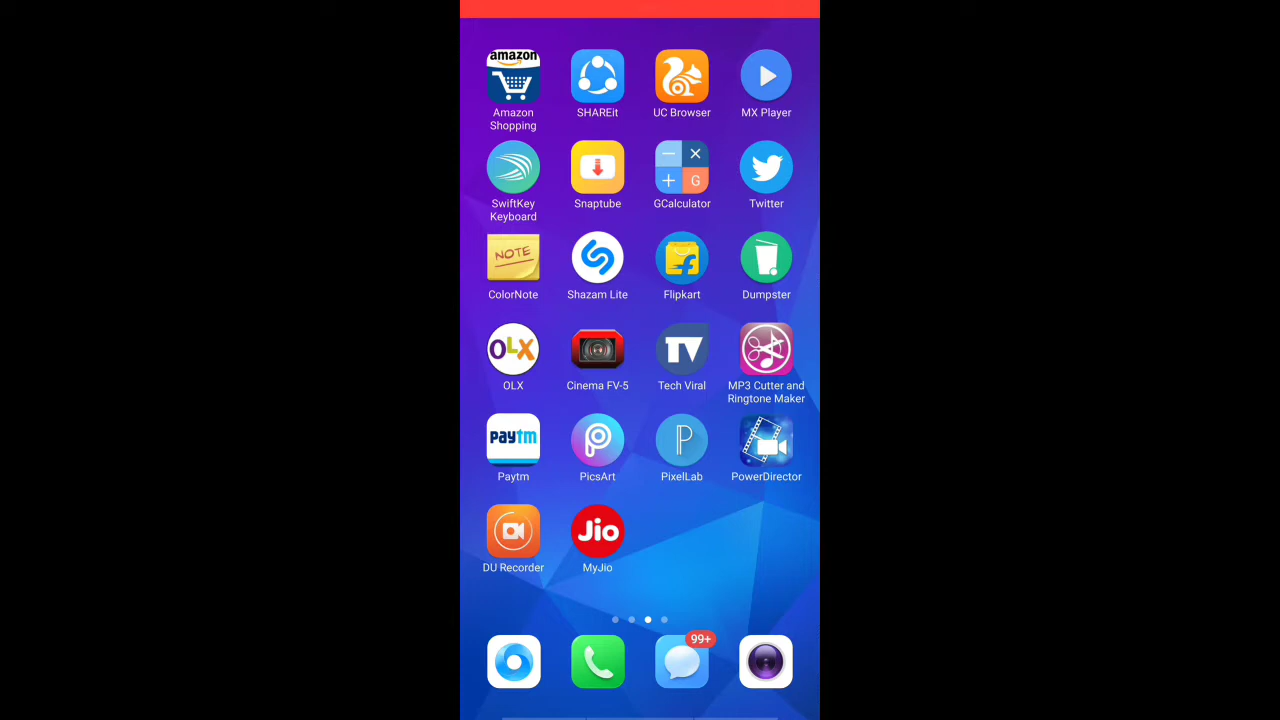 amazon
Amazon
Shopping
SHAREit
UC Browser
MX Player
G
SwiftKey
Keyboard
Snaptube
GCalculator
Twitter
NOTE
ColorNote
Shazam Lite
f
Flipkart
Dumpster
OLX
OLX
Cinema FV-5
TV
Tech Viral
MP3 Cutter and
Ringtone Maker
paytm
Paytm
P
PicsArt
P
PixelLab
PowerDirector
DU Recorder
Jio
MyJio
99+